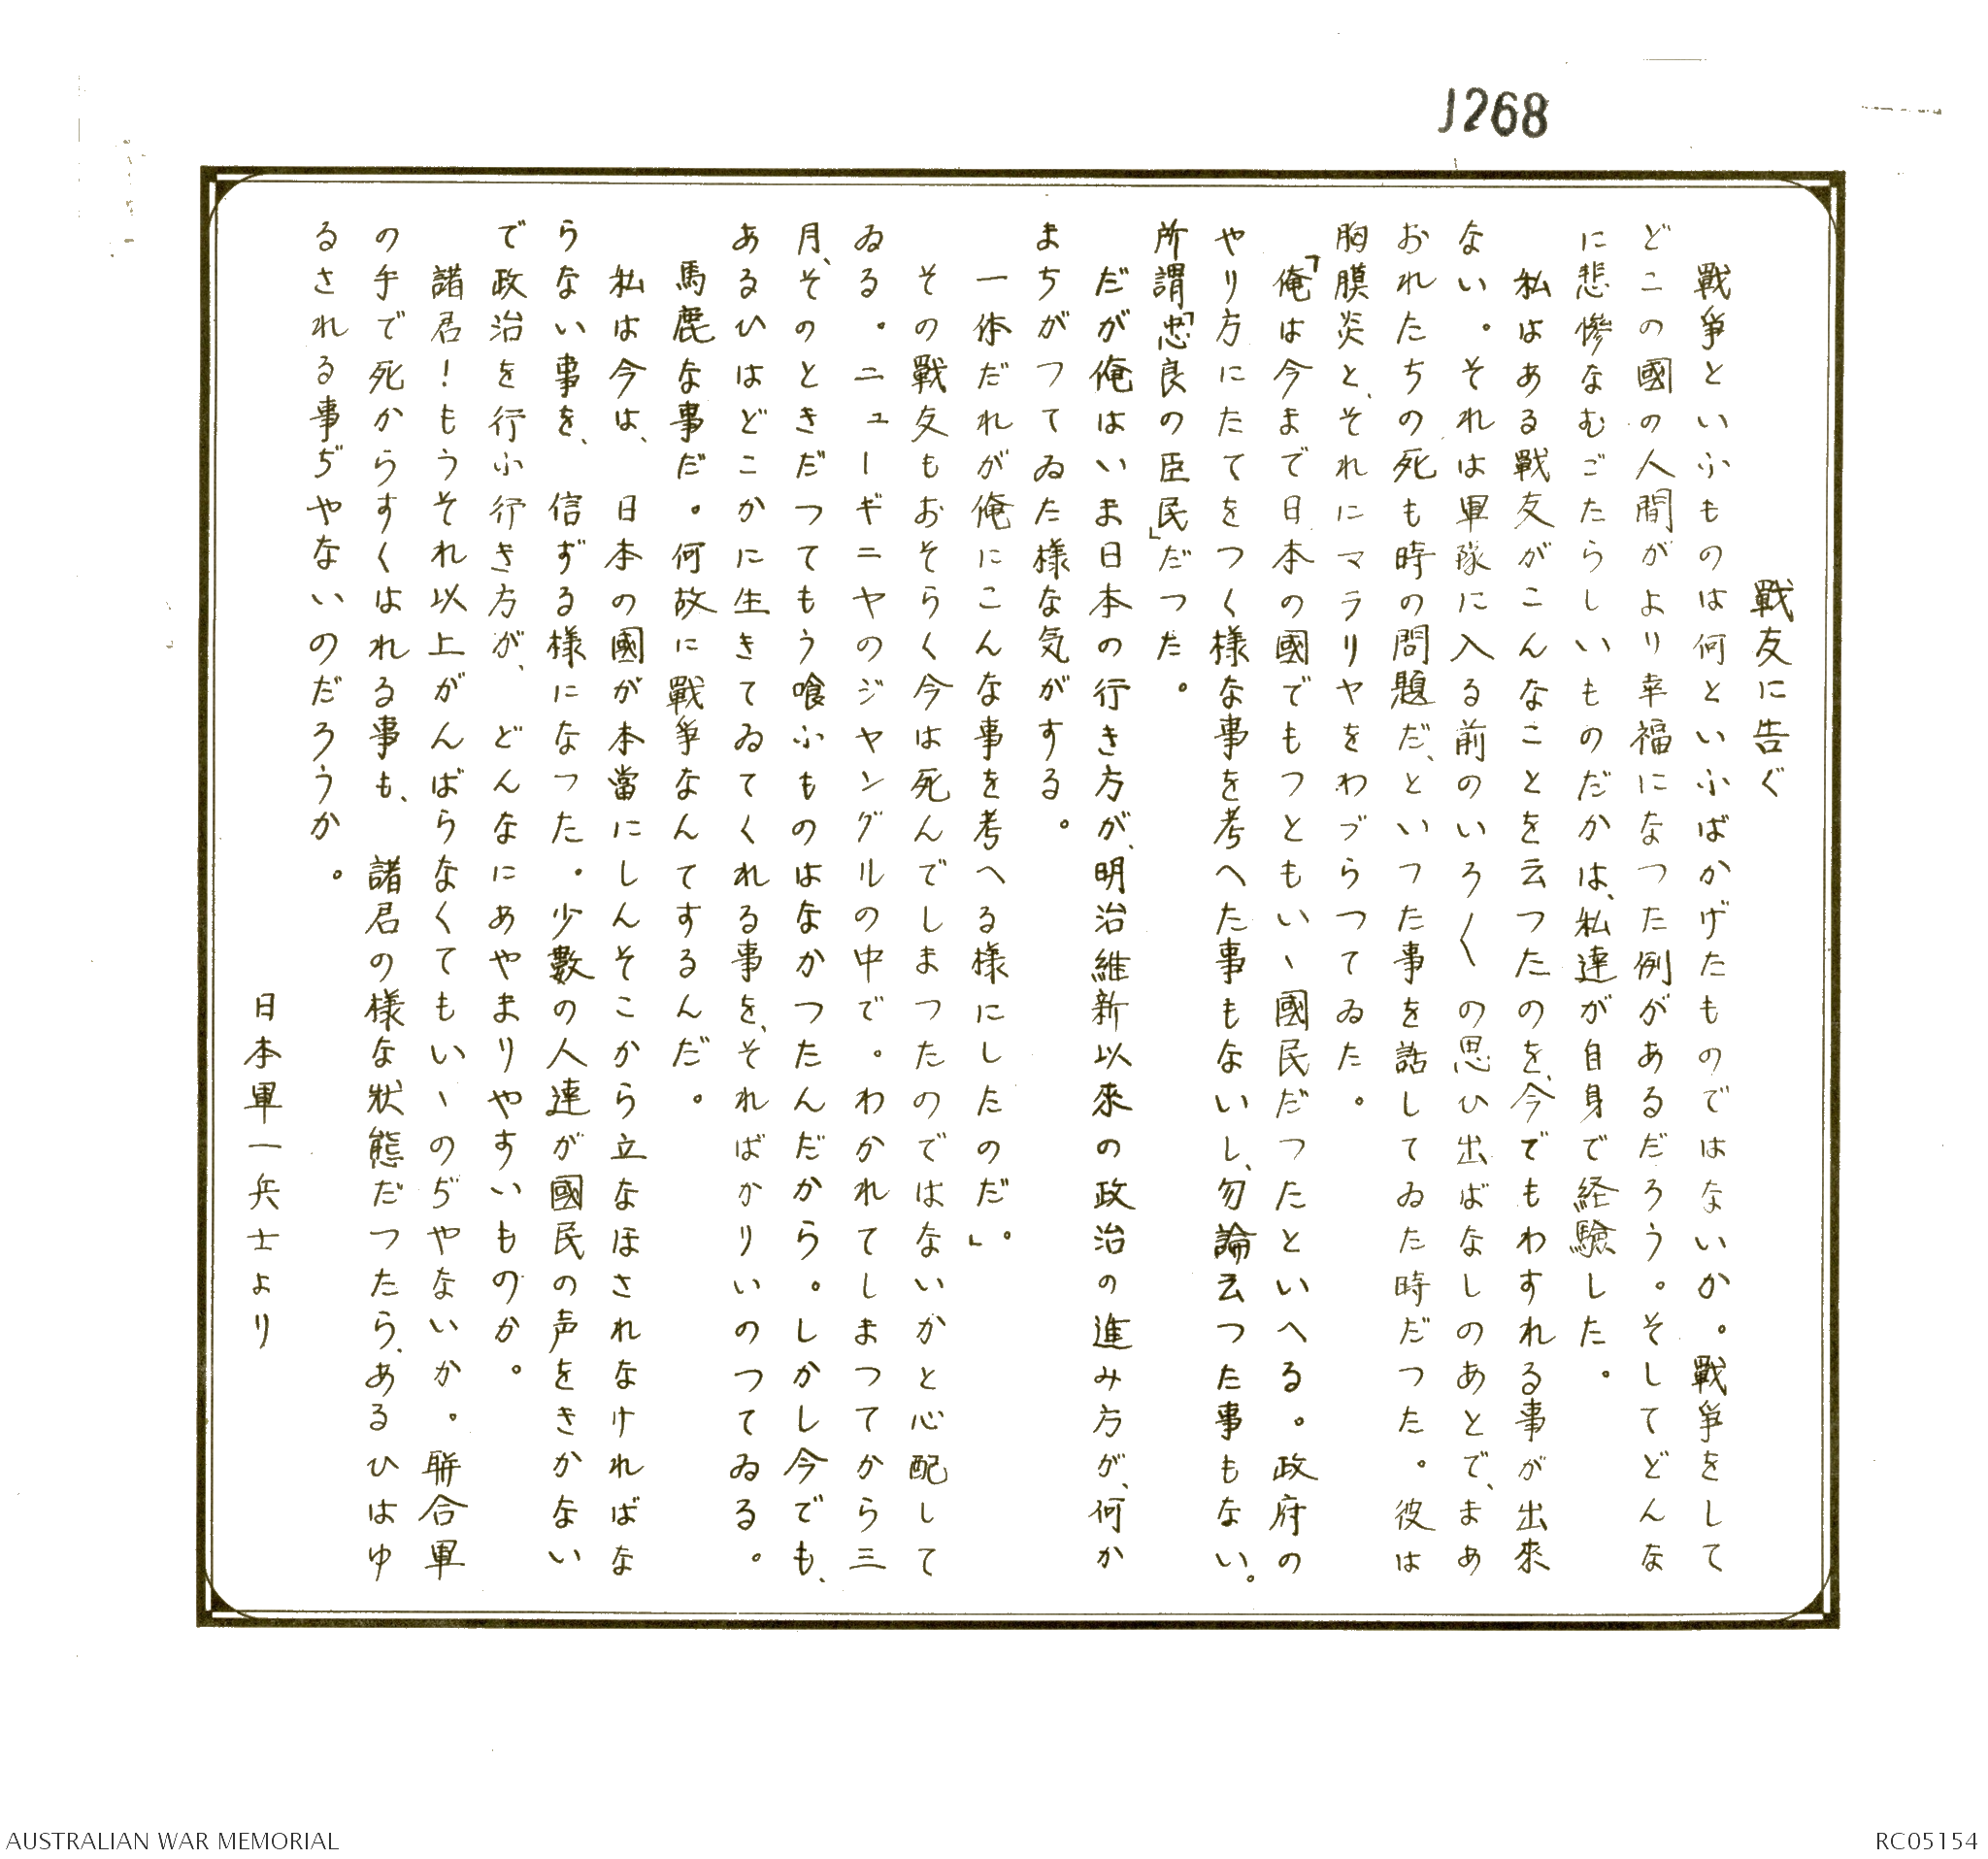 J268
戰友に告ぐ
戰爭といふものは何といふばかげたものではないか。戰爭をして
どこの國の人間がより幸福になつた例があるだろう。そしてどんな
に悲慘なむごたらしいものだかは、私達が自身で経驗した。
私はある戰友がこんなことを云つたのを、今でもわすれる事が出來
ない。それは軍隊に入る前のいろ〱の思ひ出ばなしのあとで、まあ
おれたちの死も時の問題だ、といつた事を話してゐた時だつた。彼は
胸膜炎と、それにマラリヤをわづらつてゐた。
「俺は今まで日本の國でもつともいゝ國民だつたといへる。政府の
やり方にたてをつく様な事を考へた事もないし、勿論云つた事もない。
所謂「忠良の臣民」だつた。
だが俺はいま日本の行き方が、明治維新以來の政治の進み方が、何か
まちがつてゐた様な気がする。
一体だれが俺にこんな事を考へる様にしたのだ」。
その戰友もおそらく今は死んでしまつたのではないかと心配して
ゐる。ニューギニヤのジヤングルの中で。わかれてしまつてから三
月、そのときだつてもう喰ふものはなかつたんだから。しかし今でも、
あるひはどこかに生きてゐてくれる事を、そればかりいのつてゐる。
馬鹿な事だ。何故に戰爭なんてするんだ。
私は今は、日本の國が本當にしんそこから立なほされなければな
らない事を、信ずる様になつた。少數の人達が國民の声をきかない
で政治を行ふ行き方が、どんなにあやまりやすいものか。
諸君!もうそれ以上がんばらなくてもいゝのぢやないか。聯合軍
の手で死からすくはれる事も、諸君の様な狀態だつたら、あるひはゆ
るされる事ぢやないのだろうか。
日本軍一兵士より
AUSTRALIAN WAR MEMORIAL
RC05154